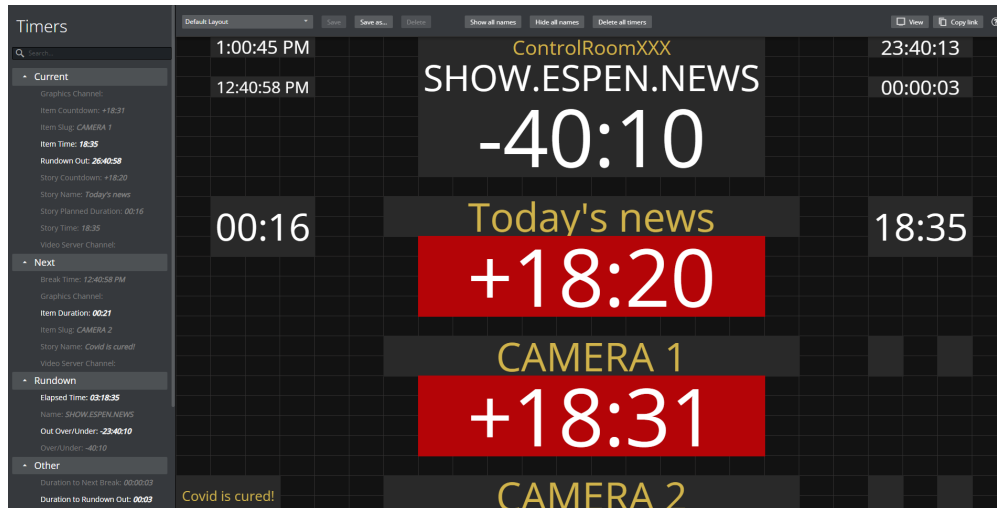 Timers
Default Layout
Save
Save as...
Delete
Show all names
Hide all names
Delete all timers
View
Copy link
Search...
Current
Graphics Channel:
Item Countdown: +18:31
Item Slug: CAMERA 1
Item Time: 18:35
Rundown Out: 26:40:58
Story Countdown: +18:20
Story Name: Today's news
Story Planned Duration: 00:16
Story Time: 18:35
Video Server Channel:
Next
Break Time: 12:40:58 PM
Graphics Channel:
Item Duration: 00:21
Item Slug: CAMERA 2
Story Name: Covid is cured!
Video Server Channel:
Rundown
Elapsed Time: 03:18:35
Name: SHOW.ESPEN.NEWS
Out Over/Under: -23:40:10
Over/Under: -40:10
Other
Duration to Next Break: 00:00:03
Duration to Rundown Out: 00:03
1:00:45 PM
ControlRoomXXX
23:40:13
12:40:58 PM
SHOW.ESPEN.NEWS
00:00:03
-40:10
00:16
Today's news
18:35
+18:20
CAMERA 1
+18:31
Covid is cured!
CAMERA 2